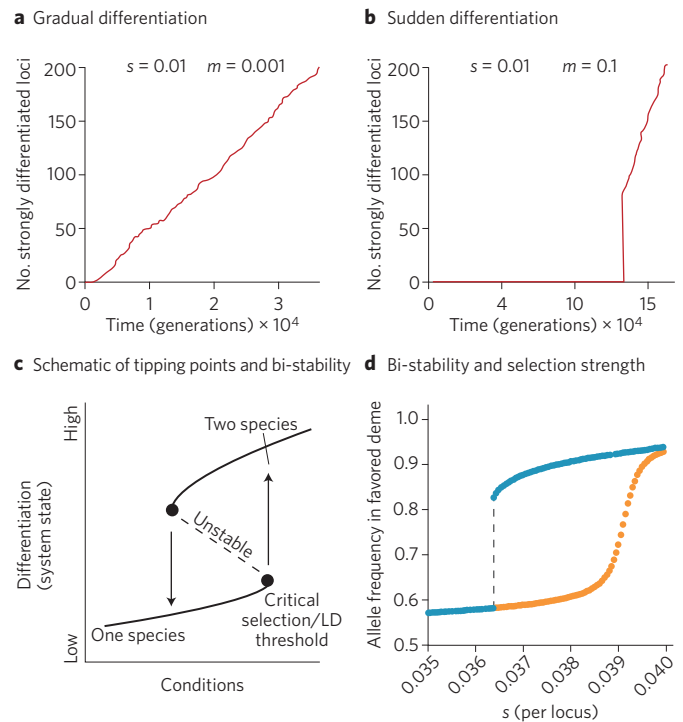 a Gradual differentiation
s = 0.01 m = 0.001
No. strongly differentiated loci
200
150
100
50
0
0 1 2 3
Time (generations) × 10⁴
b Sudden differentiation
s = 0.01 m = 0.1
No. strongly differentiated loci
200
150
100
50
0
0 4 10 15
Time (generations) × 10⁴
c Schematic of tipping points and bi-stability
High
Differentiation
(system state)
Low
Two species
Unstable
Critical
selection/LD
threshold
One species
Conditions
d Bi-stability and selection strength
Allele frequency in favored deme
1.0
0.9
0.8
0.7
0.6
0.5
0.035 0.036 0.037 0.038 0.039 0.040
s (per locus)